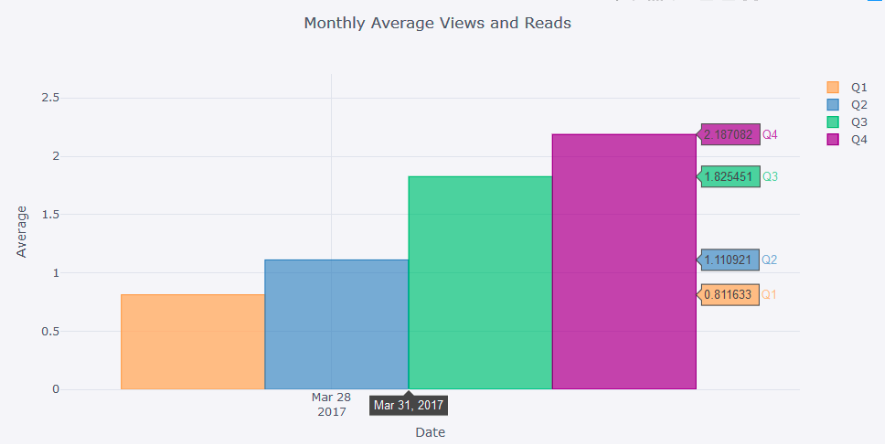 Monthly Average Views and Reads
Q1
Q2
Q3
Q4
2.5
2
1.5
1
0.5
0
Average
2.187082 Q4
1.825451 Q3
1.110921 Q2
0.811633 Q1
Mar 28
2017
Mar 31, 2017
Date